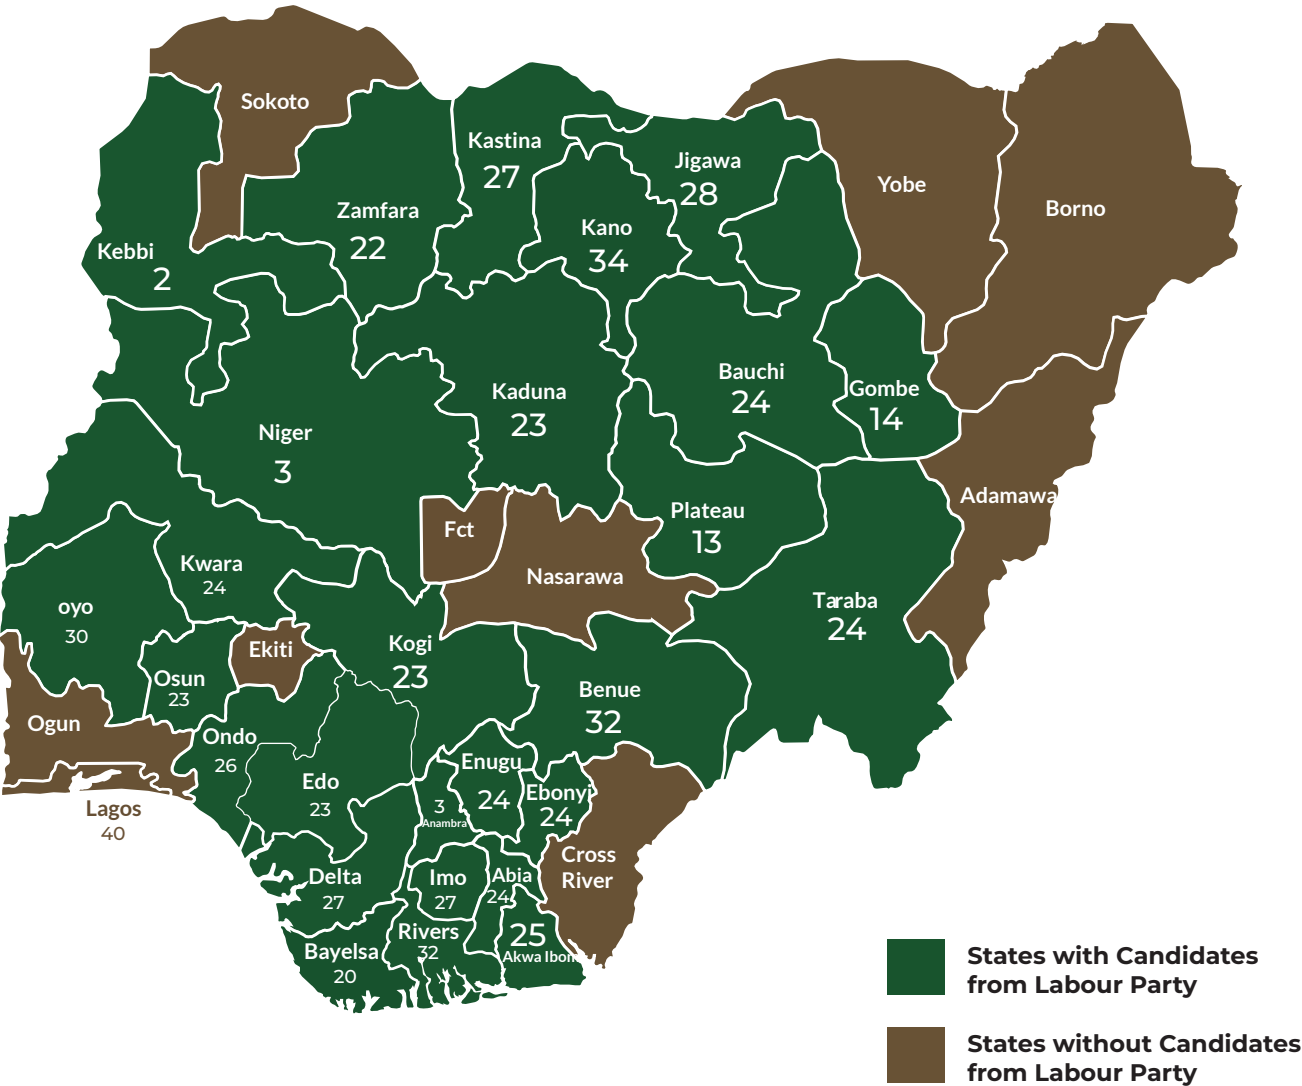 Sokoto
Kastina
27
Jigawa
28
Yobe
Borno
Zamfara
22
Kano
34
Kebbi
2
Bauchi
24
Gombe
14
Kaduna
23
Niger
3
Adamawa
Plateau
13
Fct
Nasarawa
Kwara
24
Taraba
24
oyo
30
Ekiti
Kogi
23
Osun
23
Benue
32
Ogun
Ondo
26
Edo
23
Enugu
24
Ebonyi
24
3
Anambra
Lagos
40
Cross
River
Delta
27
Imo
27
Abia
24
Rivers
32
25
Akwa Ibom
Bayelsa
20
States with Candidates
from Labour Party
States without Candidates
from Labour Party